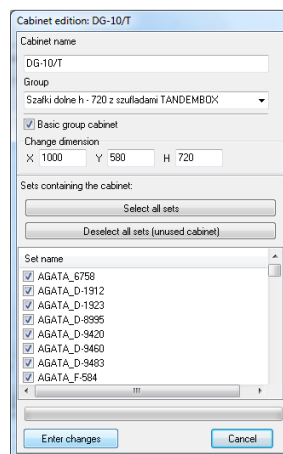 Cabinet edition: DG-10/T
Cabinet name
DG-10/T
Group
Szafki dolne h - 720 z szufladami TANDEMBOX
Basic group cabinet
Change dimension
X 1000 Y 580 H 720
Sets containing the cabinet:
Select all sets
Deselect all sets (unused cabinet)
Set name
AGATA_6758
AGATA_D-1912
AGATA_D-1923
AGATA_D-8995
AGATA_D-9420
AGATA_D-9460
AGATA_D-9483
AGATA_F-584
Enter changes Cancel